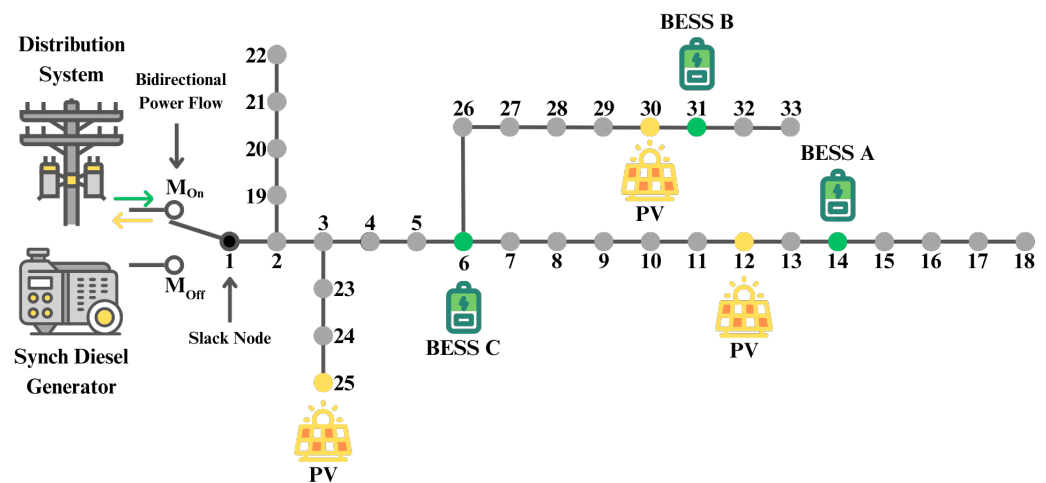 Distribution
System
Bidirectional
Power Flow
M_On
M_Off
Synch Diesel
Generator
Slack Node
1
2
22
21
20
19
3
4
5
23
24
25
PV
26
27
28
29
30
31
32
33
BESS B
PV
BESS A
6
7
8
9
10
11
12
13
14
15
16
17
18
BESS C
PV